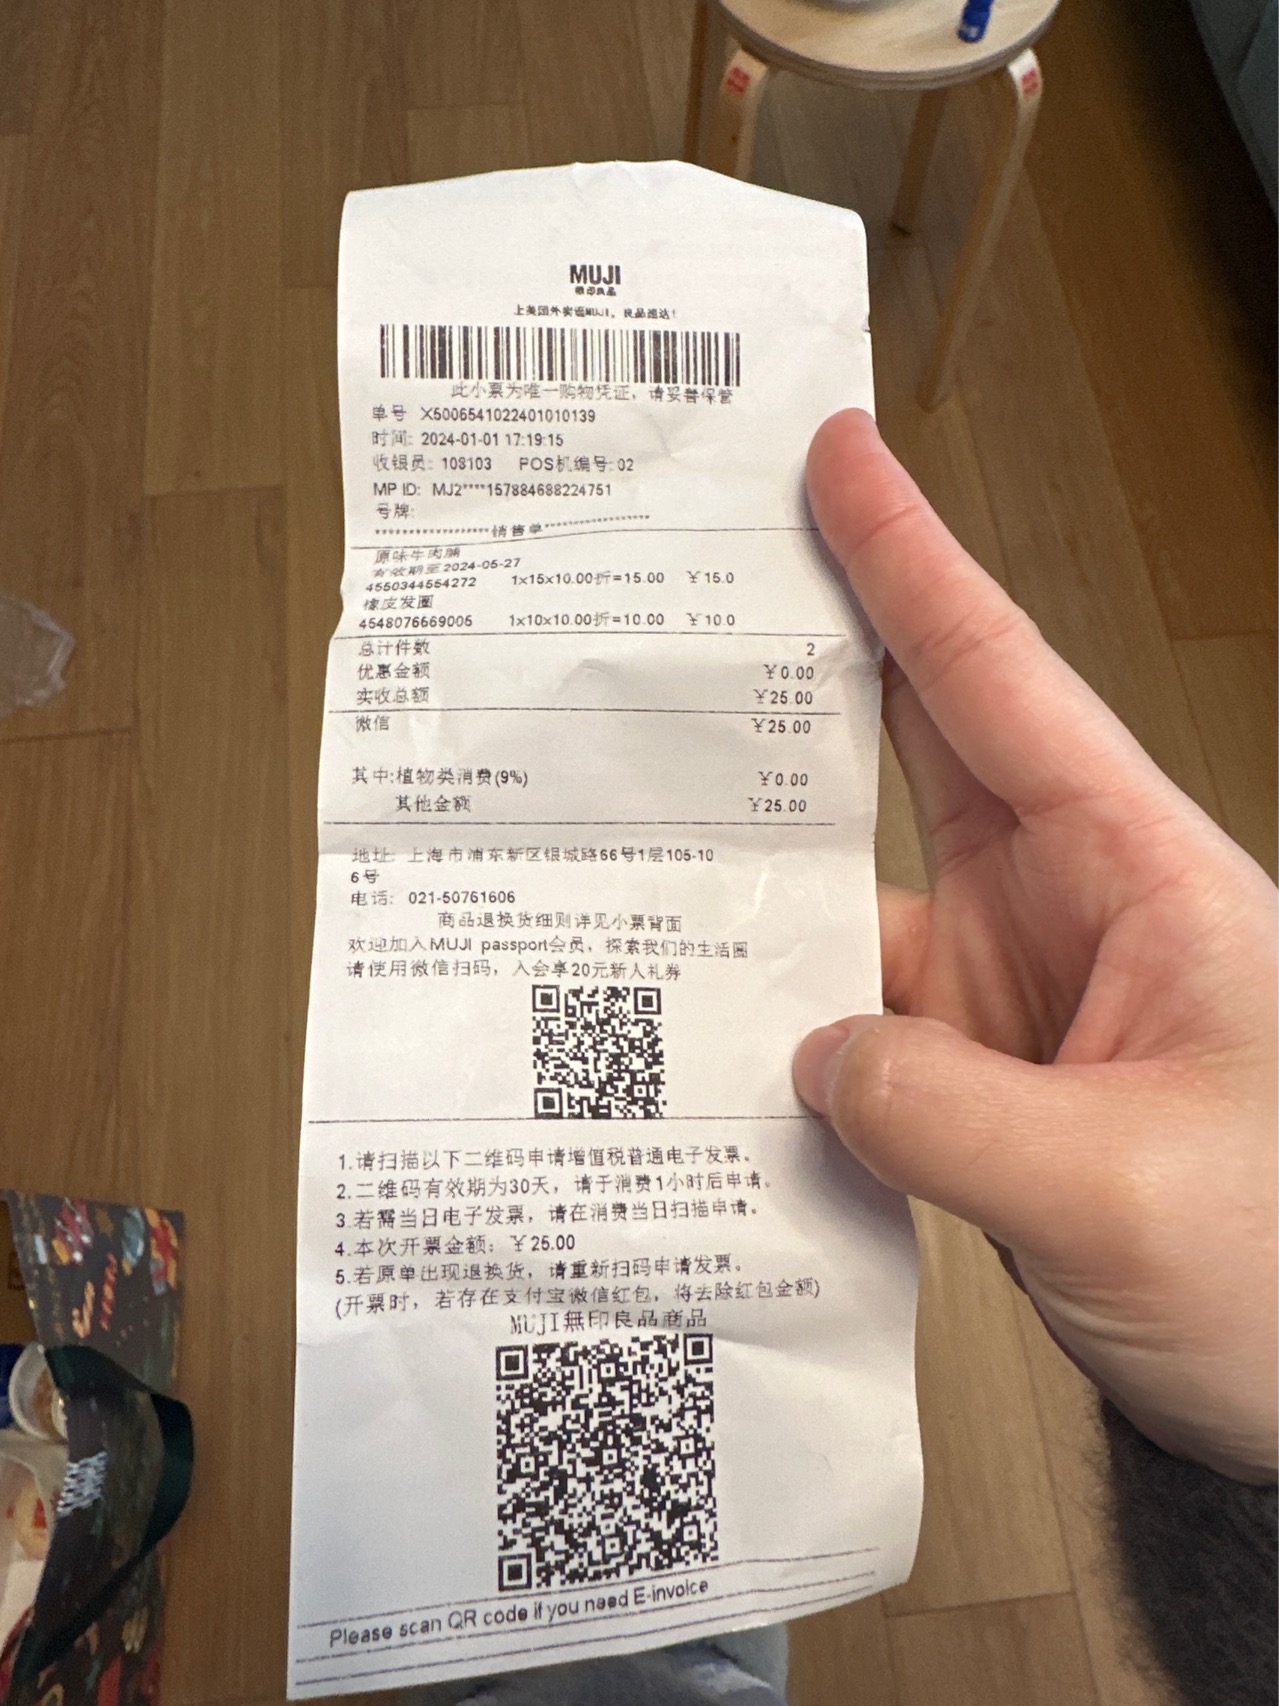 MUJI
無印良品
上美团外卖逛MUJI，良品速达！
此小票为唯一购物凭证，请妥善保管
单号 X5006541022401010139
时间: 2024-01-01 17:19:15
收银员: 108103 POS机编号: 02
MP ID: MJ2****157884688224751
号牌:
******************销售单******************
原味牛肉脯
有效期至2024-05-27
4550344554272 1x15x10.00折=15.00 ￥15.0
橡皮发圈
4548076669005 1x10x10.00折=10.00 ￥10.0
总计件数 2
优惠金额 ￥0.00
实收总额 ￥25.00
微信 ￥25.00
其中:植物类消费(9%) ￥0.00
其他金额 ￥25.00
地址: 上海市浦东新区银城路66号1层105-10
6号
电话: 021-50761606
商品退换货细则详见小票背面
欢迎加入MUJI passport会员，探索我们的生活圈
请使用微信扫码，入会享20元新人礼券
1.请扫描以下二维码申请增值税普通电子发票。
2.二维码有效期为30天，请于消费1小时后申请。
3.若需当日电子发票，请在消费当日扫描申请。
4.本次开票金额: ￥25.00
5.若原单出现退换货，请重新扫码申请发票。
(开票时，若存在支付宝微信红包，将去除红包金额)
MUJI無印良品商品
Please scan QR code if you need E-invoice